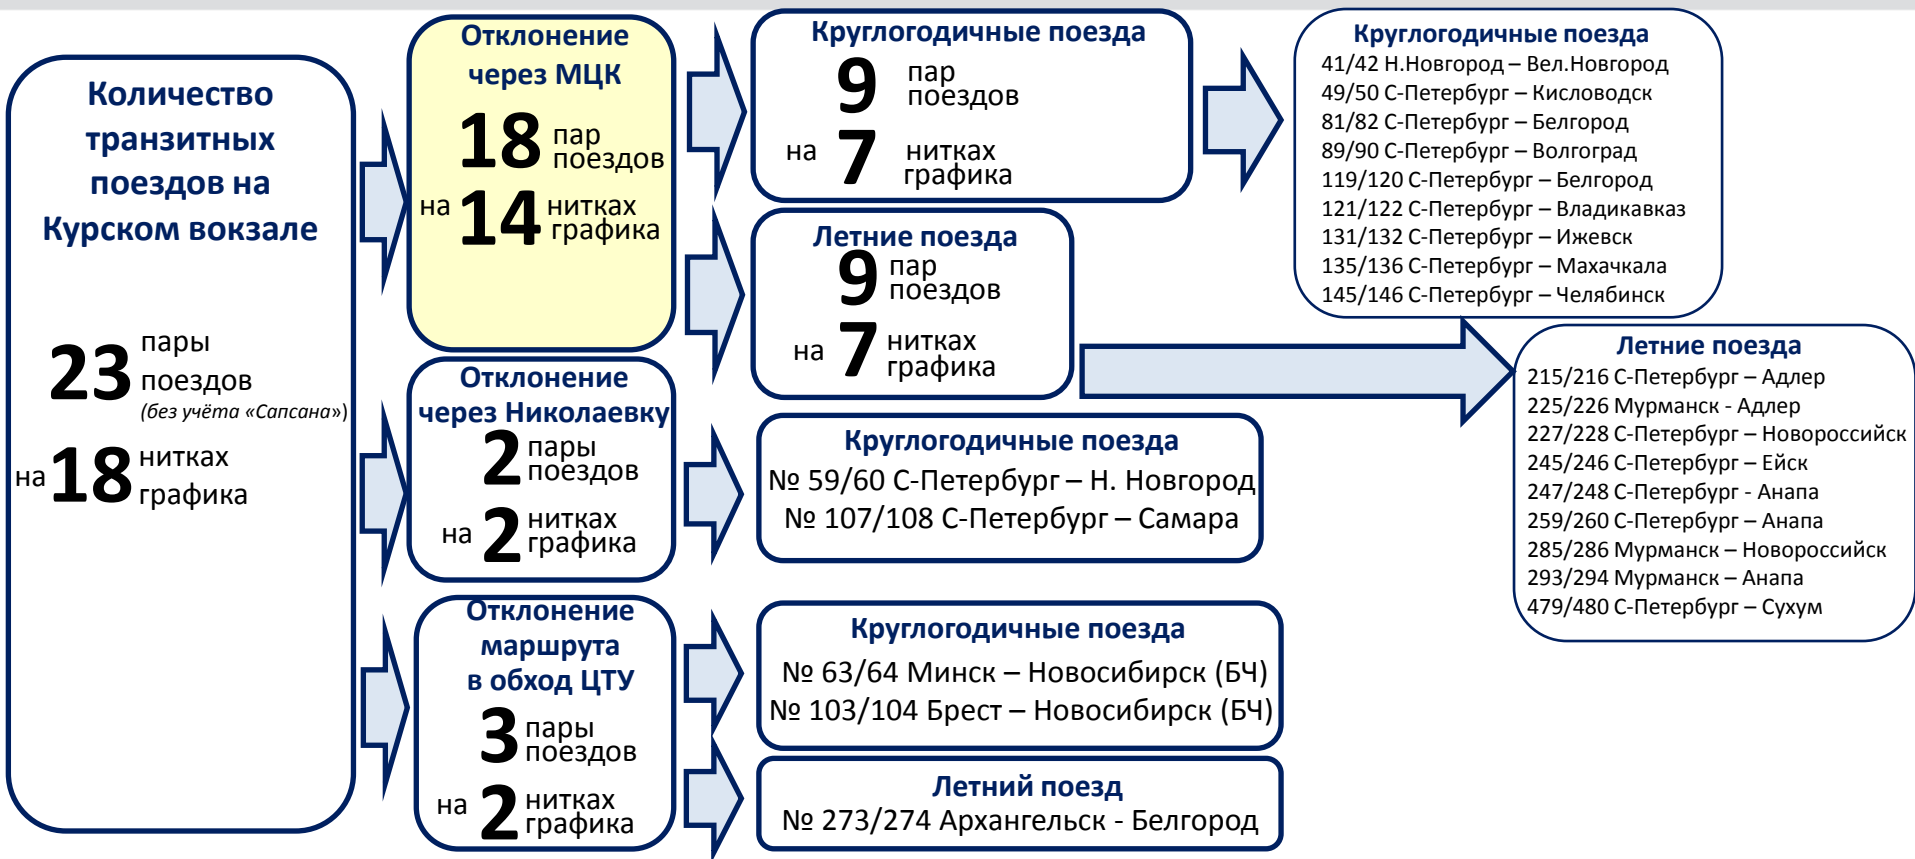 Количество
транзитных
поездов на
Курском вокзале
23 пары
поездов
(без учёта «Сапсана»)
на 18 нитках
графика
Отклонение
через МЦК
18 пар
поездов
на 14 нитках
графика
Круглогодичные поезда
9 пар
поездов
на 7 нитках
графика
Круглогодичные поезда
41/42 Н.Новгород – Вел.Новгород
49/50 С-Петербург – Кисловодск
81/82 С-Петербург – Белгород
89/90 С-Петербург – Волгоград
119/120 С-Петербург – Белгород
121/122 С-Петербург – Владикавказ
131/132 С-Петербург – Ижевск
135/136 С-Петербург – Махачкала
145/146 С-Петербург – Челябинск
Летние поезда
9 пар
поездов
на 7 нитках
графика
Летние поезда
215/216 С-Петербург – Адлер
225/226 Мурманск - Адлер
227/228 С-Петербург – Новороссийск
245/246 С-Петербург – Ейск
247/248 С-Петербург - Анапа
259/260 С-Петербург – Анапа
285/286 Мурманск – Новороссийск
293/294 Мурманск – Анапа
479/480 С-Петербург – Сухум
Отклонение
через Николаевку
2 пары
поездов
на 2 нитках
графика
Круглогодичные поезда
№ 59/60 С-Петербург – Н. Новгород
№ 107/108 С-Петербург – Самара
Отклонение
маршрута
в обход ЦТУ
3 пары
поездов
на 2 нитках
графика
Круглогодичные поезда
№ 63/64 Минск – Новосибирск (БЧ)
№ 103/104 Брест – Новосибирск (БЧ)
Летний поезд
№ 273/274 Архангельск - Белгород